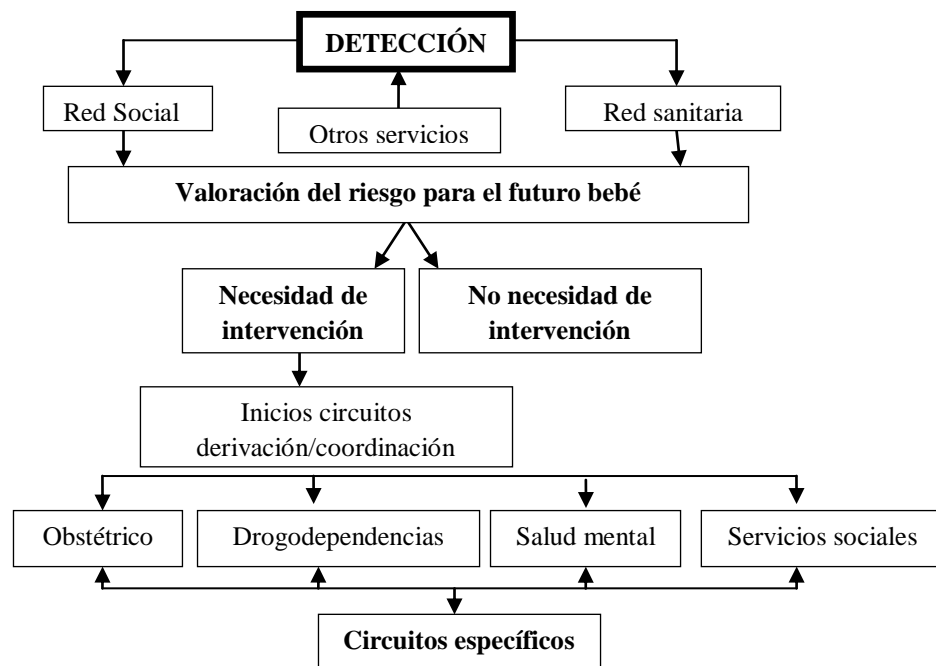 DETECCIÓN
Red Social
Otros servicios
Red sanitaria
Valoración del riesgo para el futuro bebé
Necesidad de
intervención
No necesidad de
intervención
Inicios circuitos
derivación/coordinación
Obstétrico
Drogodependencias
Salud mental
Servicios sociales
Circuitos específicos